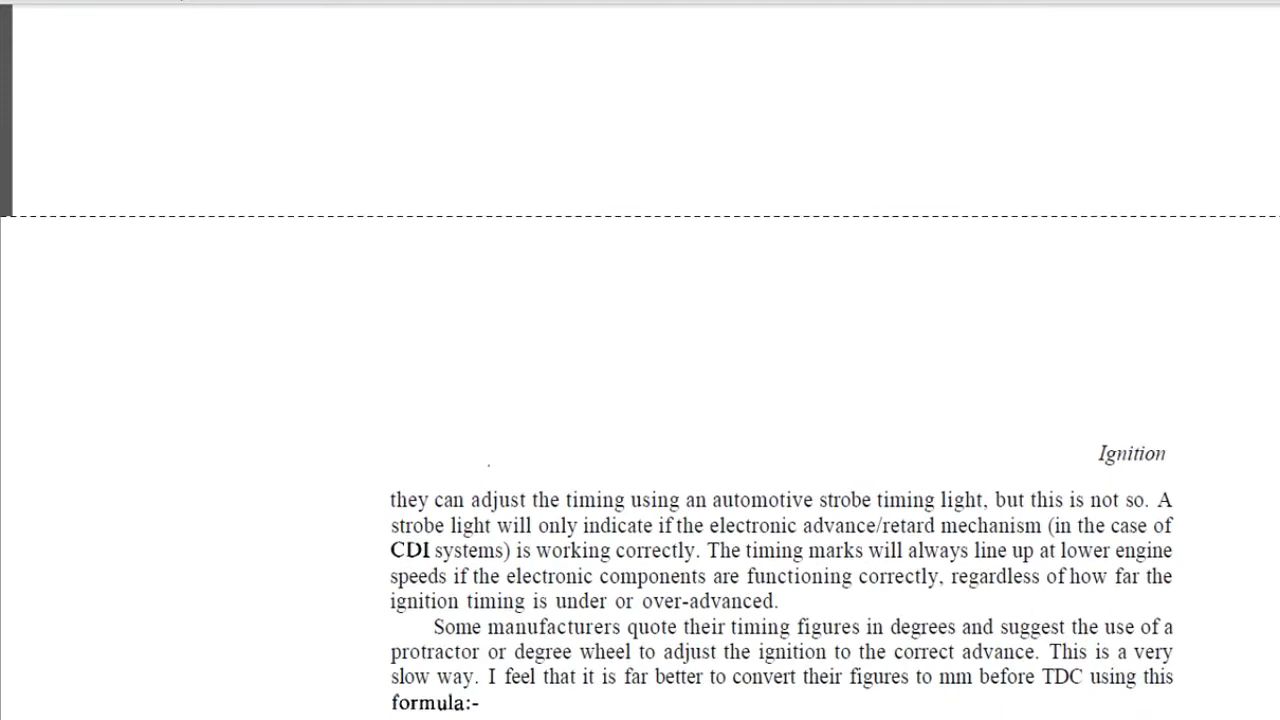 Ignition
they can adjust the timing using an automotive strobe timing light, but this is not so. A
strobe light will only indicate if the electronic advance/retard mechanism (in the case of
CDI systems) is working correctly. The timing marks will always line up at lower engine
speeds if the electronic components are functioning correctly, regardless of how far the
ignition timing is under or over-advanced.
Some manufacturers quote their timing figures in degrees and suggest the use of a
protractor or degree wheel to adjust the ignition to the correct advance. This is a very
slow way. I feel that it is far better to convert their figures to mm before TDC using this
formula:-